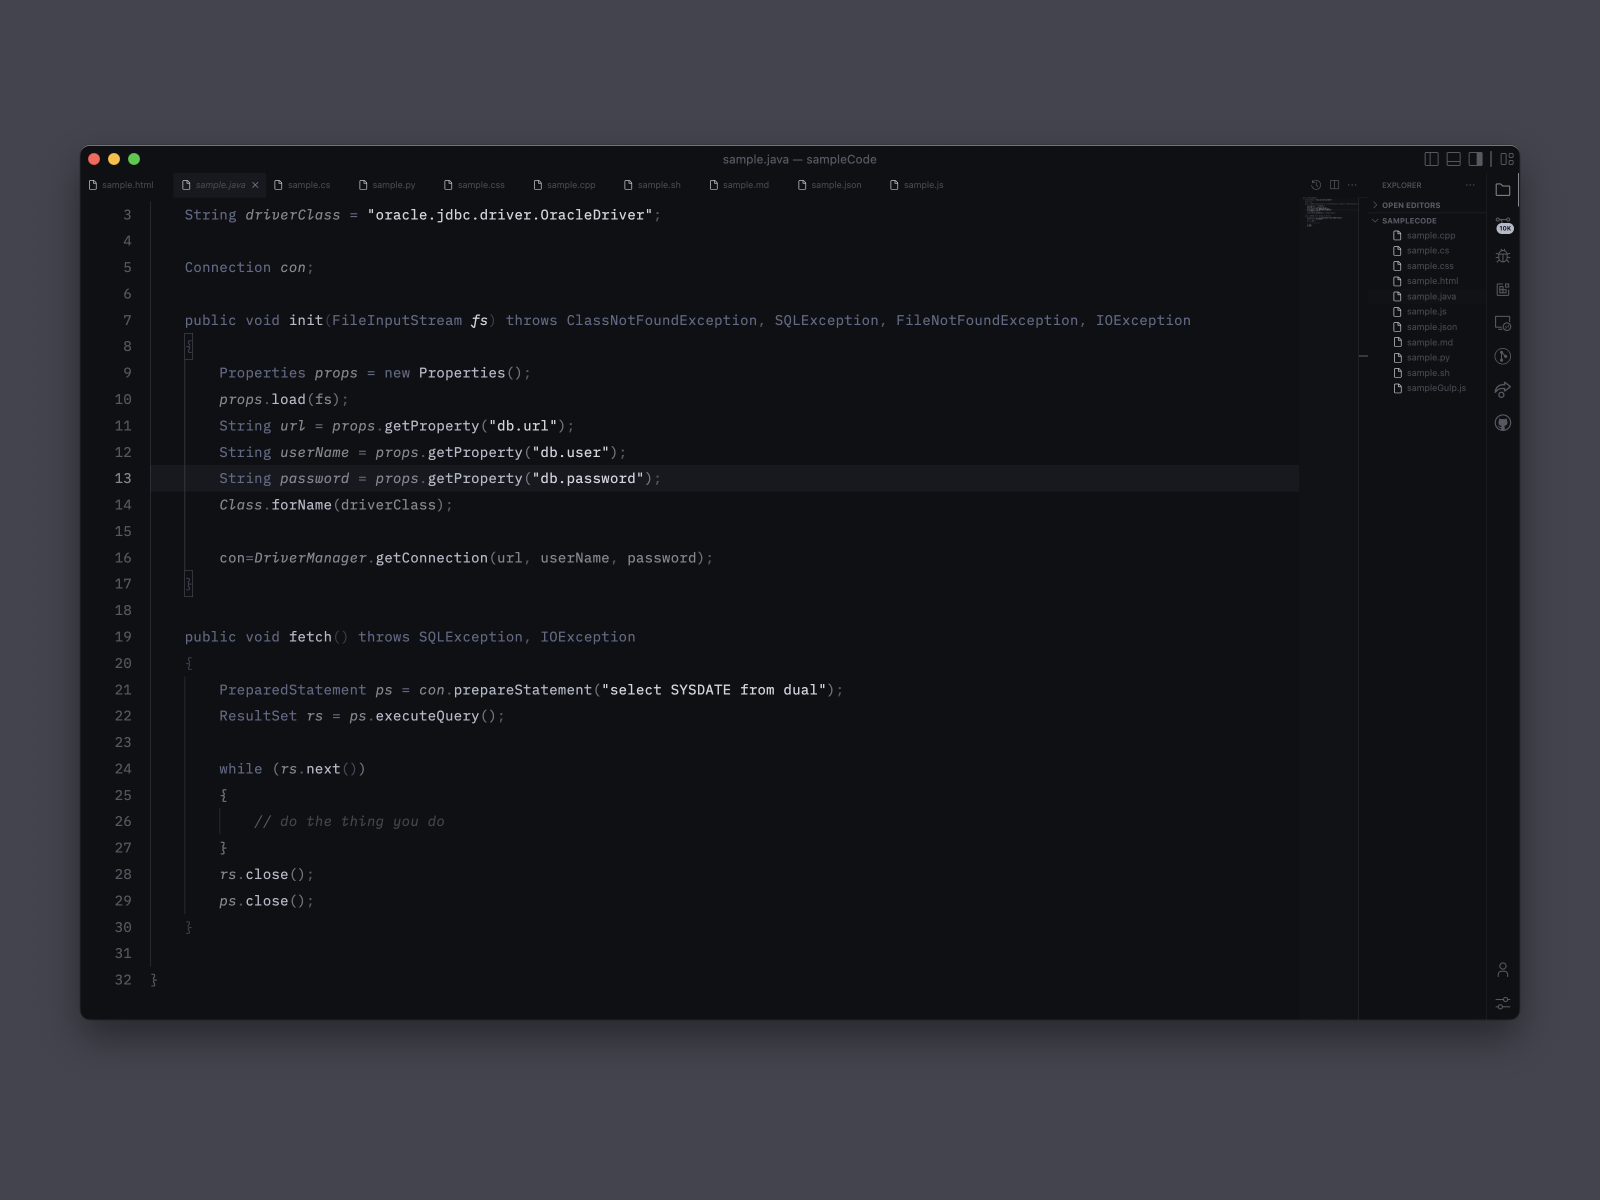 sample.java — sampleCode
sample.html sample.java sample.cs sample.py sample.css sample.cpp sample.sh sample.md sample.json sample.js
3 String driverClass = "oracle.jdbc.driver.OracleDriver";
4
5 Connection con;
6
7 public void init(FileInputStream fs) throws ClassNotFoundException, SQLException, FileNotFoundException, IOException
8 {
9 Properties props = new Properties();
10 props.load(fs);
11 String url = props.getProperty("db.url");
12 String userName = props.getProperty("db.user");
13 String password = props.getProperty("db.password");
14 Class.forName(driverClass);
15
16 con=DriverManager.getConnection(url, userName, password);
17 }
18
19 public void fetch() throws SQLException, IOException
20 {
21 PreparedStatement ps = con.prepareStatement("select SYSDATE from dual");
22 ResultSet rs = ps.executeQuery();
23
24 while (rs.next())
25 {
26 // do the thing you do
27 }
28 rs.close();
29 ps.close();
30 }
31
32 }
EXPLORER
OPEN EDITORS
SAMPLECODE
sample.cpp
sample.cs
sample.css
sample.html
sample.java
sample.js
sample.json
sample.md
sample.py
sample.sh
sampleGulp.js
10K